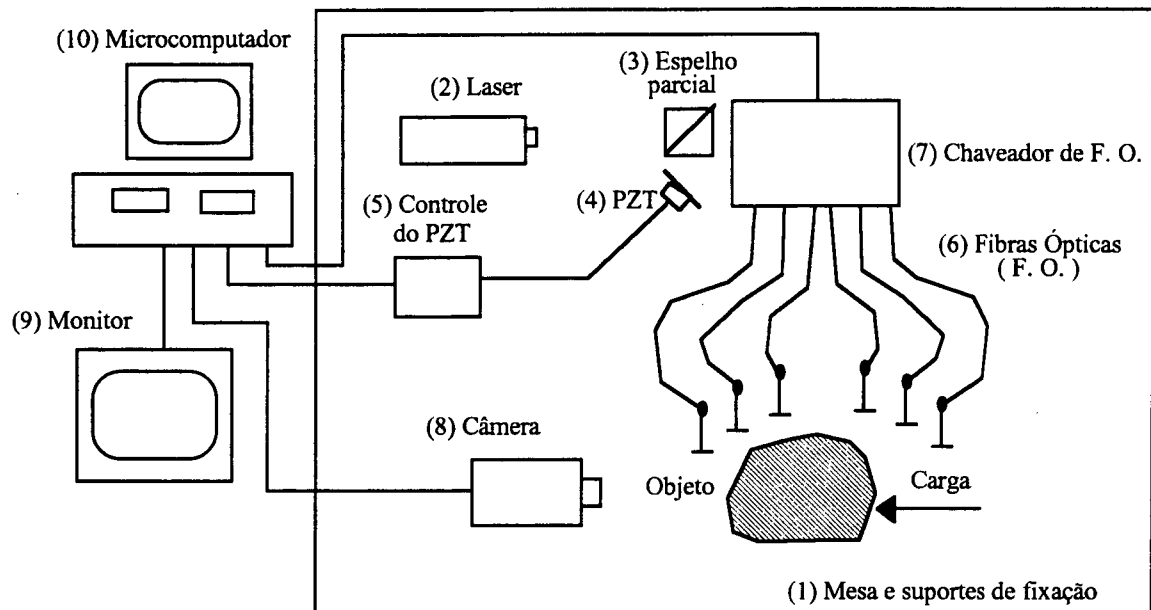 (10) Microcomputador
(3) Espelho
parcial
(2) Laser
(7) Chaveador de F. O.
(4) PZT
(5) Controle
do PZT
(6) Fibras Ópticas
( F. O. )
(9) Monitor
(8) Câmera
Objeto
Carga
(1) Mesa e suportes de fixação